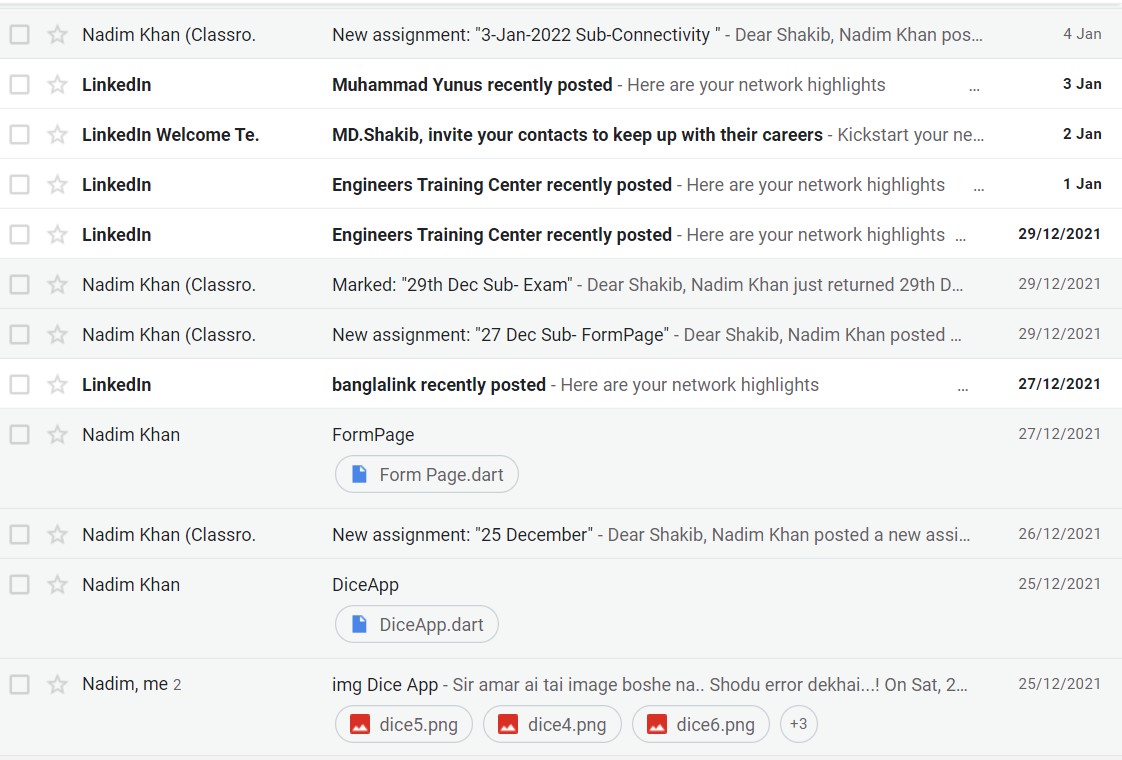 Nadim Khan (Classro. New assignment: "3-Jan-2022 Sub-Connectivity " - Dear Shakib, Nadim Khan pos… 4 Jan
LinkedIn Muhammad Yunus recently posted - Here are your network highlights … 3 Jan
LinkedIn Welcome Te. MD.Shakib, invite your contacts to keep up with their careers - Kickstart your ne… 2 Jan
LinkedIn Engineers Training Center recently posted - Here are your network highlights … 1 Jan
LinkedIn Engineers Training Center recently posted - Here are your network highlights … 29/12/2021
Nadim Khan (Classro. Marked: "29th Dec Sub- Exam" - Dear Shakib, Nadim Khan just returned 29th D… 29/12/2021
Nadim Khan (Classro. New assignment: "27 Dec Sub- FormPage" - Dear Shakib, Nadim Khan posted … 29/12/2021
LinkedIn banglalink recently posted - Here are your network highlights … 27/12/2021
Nadim Khan FormPage 27/12/2021
Form Page.dart
Nadim Khan (Classro. New assignment: "25 December" - Dear Shakib, Nadim Khan posted a new assi… 26/12/2021
Nadim Khan DiceApp 25/12/2021
DiceApp.dart
Nadim, me 2 img Dice App - Sir amar ai tai image boshe na.. Shodu error dekhai...! On Sat, 2… 25/12/2021
dice5.png dice4.png dice6.png +3